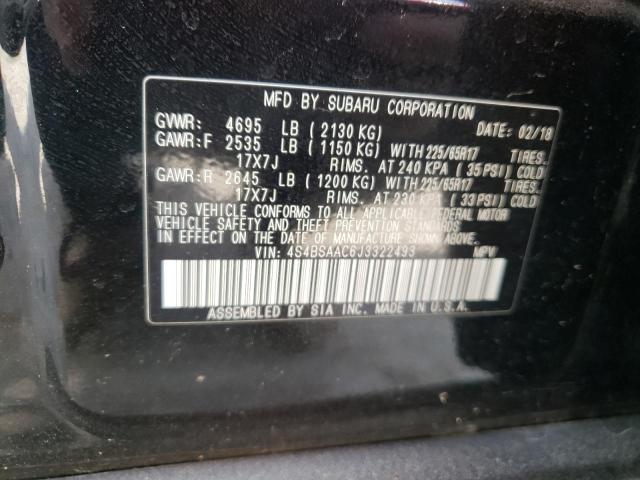 MFD BY SUBARU CORPORATION
GVWR: 4695 LB ( 2130 KG) DATE: 02/18
GAWR:F 2535 LB ( 1150 KG) WITH 225/65R17 TIRES.
17X7J RIMS. AT 240 KPA ( 35 PSI) COLD
GAWR:R 2645 LB ( 1200 KG) WITH 225/65R17 TIRES.
17X7J RIMS. AT 230 KPA ( 33 PSI) COLD
THIS VEHICLE CONFORMS TO ALL APPLICABLE FEDERAL MOTOR
VEHICLE SAFETY AND THEFT PREVENTION STANDARDS
IN EFFECT ON THE DATE OF MANUFACTURE SHOWN ABOVE.
VIN: 4S4BSAAC6J3322493 MPV
ASSEMBLED BY SIA INC. MADE IN U.S.A.